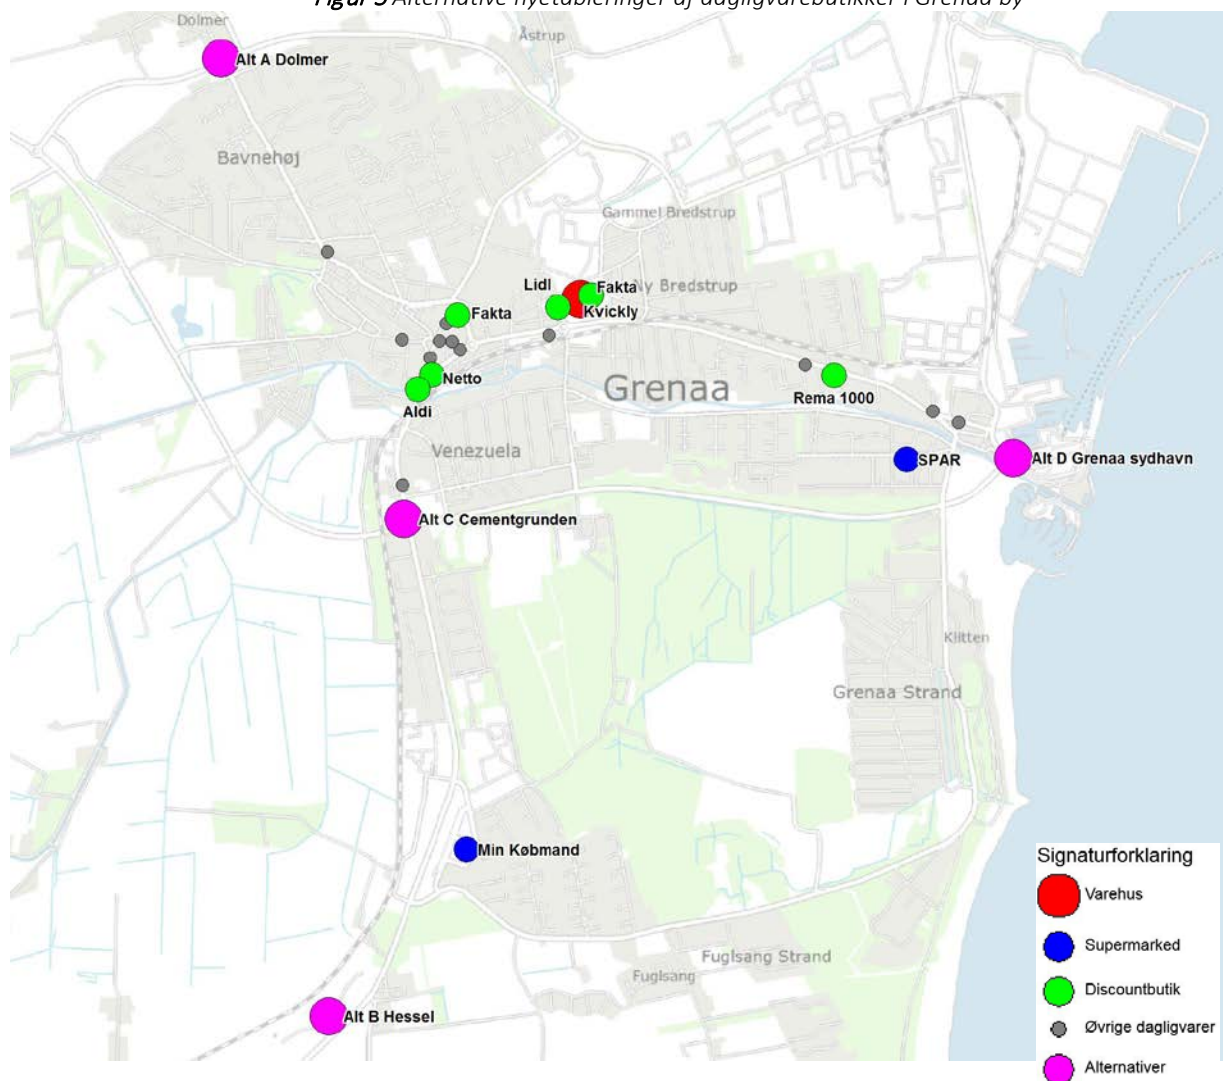 Figur 5 Alternative nyetableringer af dagligvarebutikker i Grenaa by
Dolmer
Åstrup
Alt A Dolmer
Bavnehøj
Gammel Bredstrup
Lidl
Fakta
Ny Bredstrup
Kvickly
Fakta
Netto
Grenaa
Rema 1000
Aldi
Venezuela
SPAR
Alt D Grenaa sydhavn
Alt C Cementgrunden
Klitten
Grenaa Strand
Min Købmand
Fuglsang Strand
Fuglsang
Alt B Hessel
Signaturforklaring
Varehus
Supermarked
Discountbutik
Øvrige dagligvarer
Alternativer